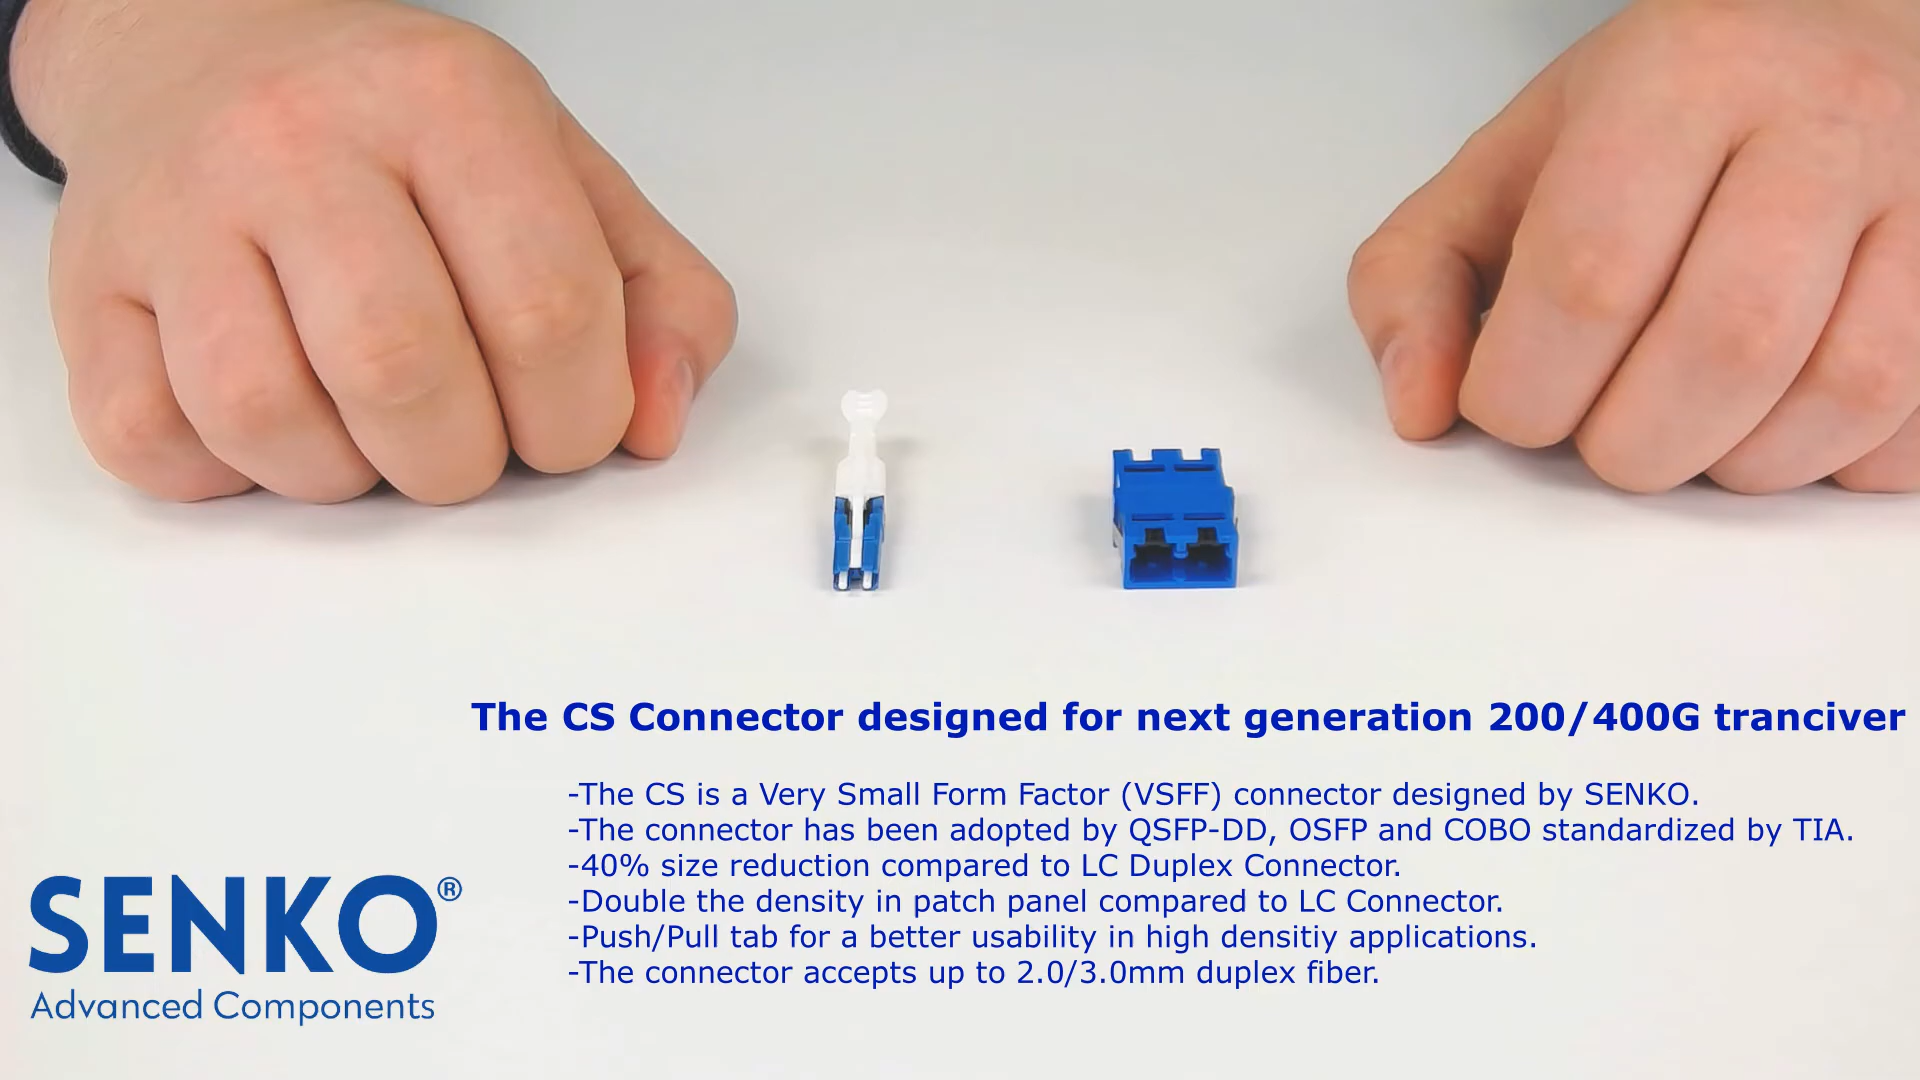 The CS Connector designed for next generation 200/400G tranciver
-The CS is a Very Small Form Factor (VSFF) connector designed by SENKO.
-The connector has been adopted by QSFP-DD, OSFP and COBO standardized by TIA.
-40% size reduction compared to LC Duplex Connector.
-Double the density in patch panel compared to LC Connector.
-Push/Pull tab for a better usability in high densitiy applications.
-The connector accepts up to 2.0/3.0mm duplex fiber.
SENKO®
Advanced Components